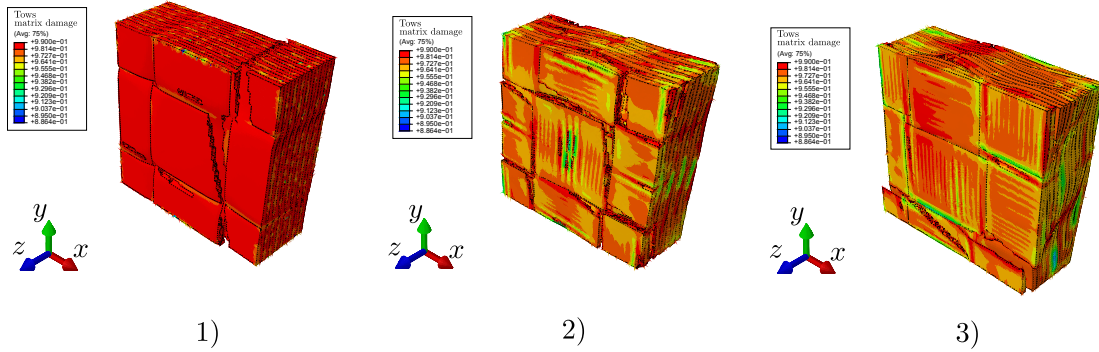 Tows
matrix damage
(Avg: 75%)
+9.900e-01
+9.814e-01
+9.727e-01
+9.641e-01
+9.555e-01
+9.468e-01
+9.382e-01
+9.296e-01
+9.209e-01
+9.123e-01
+9.037e-01
+8.950e-01
+8.864e-01
y
z
x
1)
Tows
matrix damage
(Avg: 75%)
+9.900e-01
+9.814e-01
+9.727e-01
+9.641e-01
+9.555e-01
+9.468e-01
+9.382e-01
+9.296e-01
+9.209e-01
+9.123e-01
+9.037e-01
+8.950e-01
+8.864e-01
y
z
x
2)
Tows
matrix damage
(Avg: 75%)
+9.900e-01
+9.814e-01
+9.727e-01
+9.641e-01
+9.555e-01
+9.468e-01
+9.382e-01
+9.296e-01
+9.209e-01
+9.123e-01
+9.037e-01
+8.950e-01
+8.864e-01
y
z
x
3)